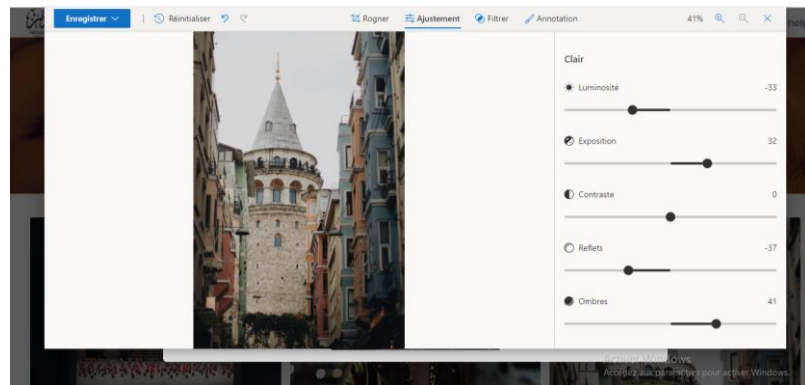 Enregistrer
Réinitialiser
Rogner
Ajustement
Filtrer
Annotation
41%
help
Clair
Luminosité -33
Exposition 32
Contraste 0
Reflets -37
Ombres 41
Activer Windows
Accédez aux paramètres pour activer Windows.